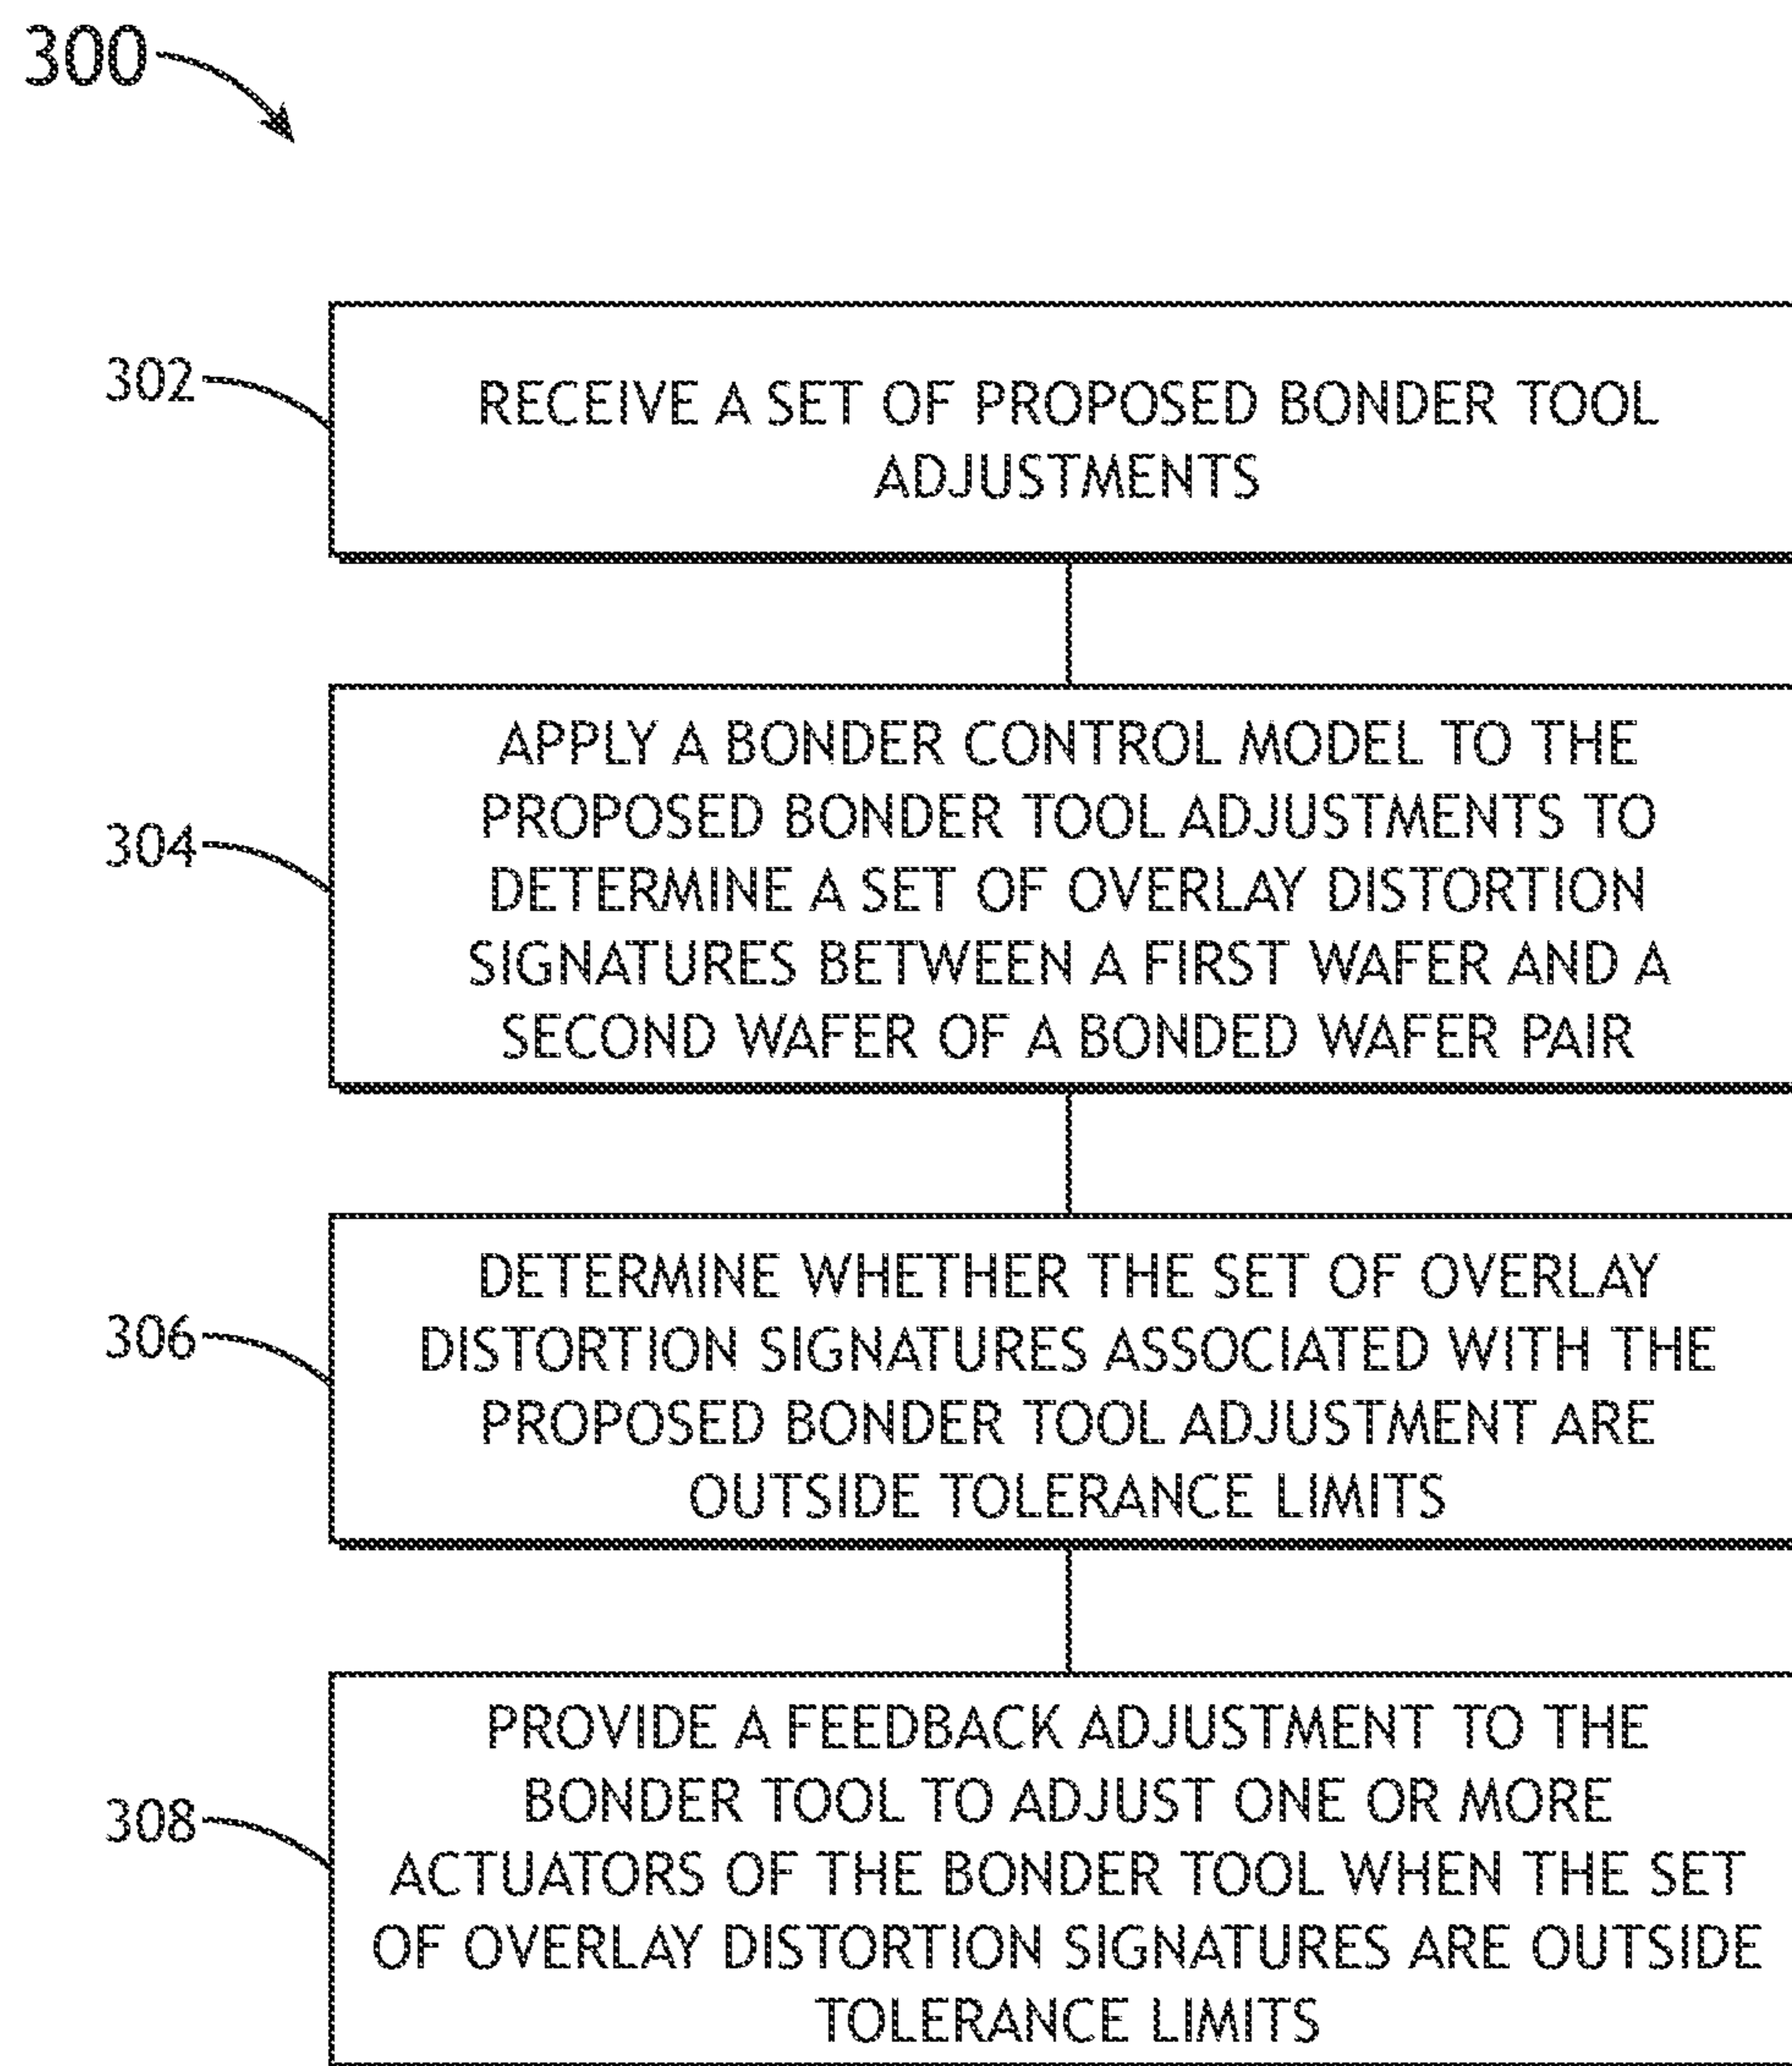 300
302
RECEIVE A SET OF PROPOSED BONDER TOOL
ADJUSTMENTS
304
APPLY A BONDER CONTROL MODEL TO THE
PROPOSED BONDER TOOL ADJUSTMENTS TO
DETERMINE A SET OF OVERLAY DISTORTION
SIGNATURES BETWEEN A FIRST WAFER AND A
SECOND WAFER OF A BONDED WAFER PAIR
306
DETERMINE WHETHER THE SET OF OVERLAY
DISTORTION SIGNATURES ASSOCIATED WITH THE
PROPOSED BONDER TOOL ADJUSTMENT ARE
OUTSIDE TOLERANCE LIMITS
308
PROVIDE A FEEDBACK ADJUSTMENT TO THE
BONDER TOOL TO ADJUST ONE OR MORE
ACTUATORS OF THE BONDER TOOL WHEN THE SET
OF OVERLAY DISTORTION SIGNATURES ARE OUTSIDE
TOLERANCE LIMITS